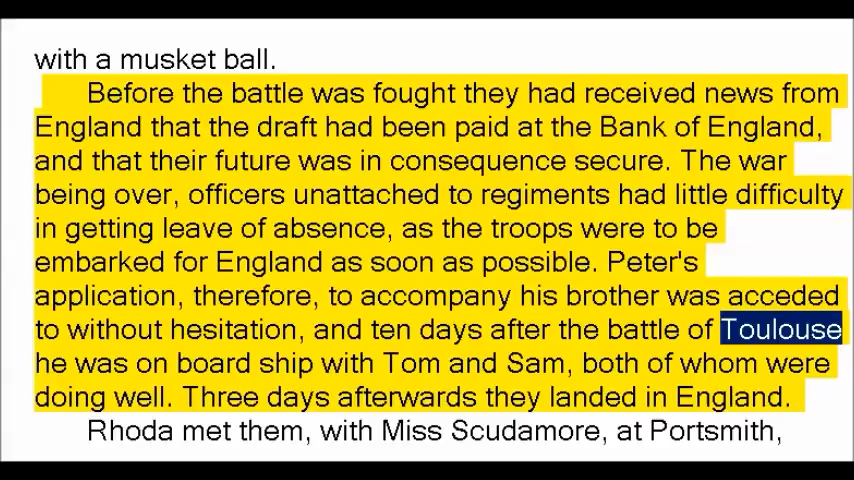 with a musket ball.
Before the battle was fought they had received news from
England that the draft had been paid at the Bank of England,
and that their future was in consequence secure. The war
being over, officers unattached to regiments had little difficulty
in getting leave of absence, as the troops were to be
embarked for England as soon as possible. Peter's
application, therefore, to accompany his brother was acceded
to without hesitation, and ten days after the battle of Toulouse
he was on board ship with Tom and Sam, both of whom were
doing well. Three days afterwards they landed in England.
Rhoda met them, with Miss Scudamore, at Portsmith,